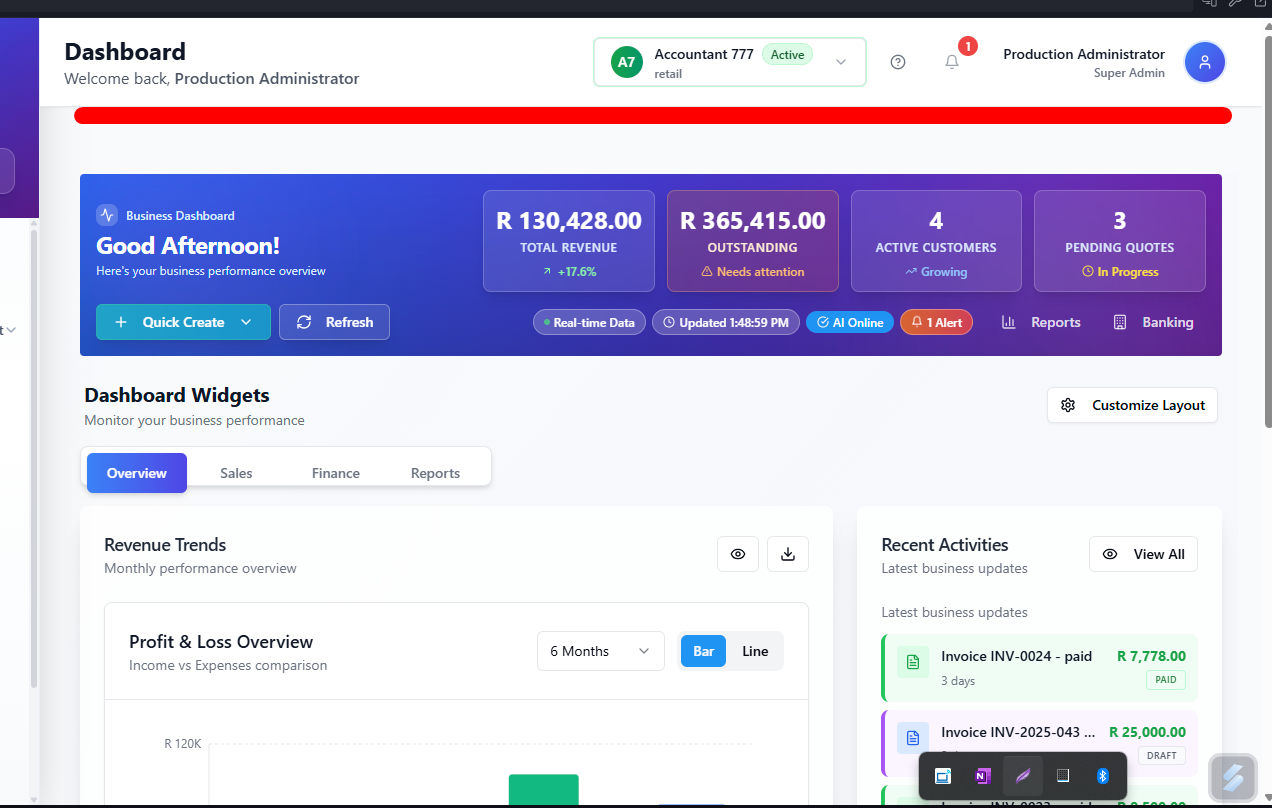 Dashboard
Welcome back, Production Administrator
A7
Accountant 777
Active
retail
1
Production Administrator
Super Admin
Business Dashboard
Good Afternoon!
Here's your business performance overview
Quick Create
Refresh
R 130,428.00
TOTAL REVENUE
+17.6%
R 365,415.00
OUTSTANDING
Needs attention
4
ACTIVE CUSTOMERS
Growing
3
PENDING QUOTES
In Progress
Real-time Data
Updated 1:48:59 PM
AI Online
1 Alert
Reports
Banking
Dashboard Widgets
Monitor your business performance
Customize Layout
Overview
Sales
Finance
Reports
Revenue Trends
Monthly performance overview
Profit & Loss Overview
Income vs Expenses comparison
6 Months
Bar
Line
R 120K
Recent Activities
Latest business updates
View All
Latest business updates
Invoice INV-0024 - paid
R 7,778.00
3 days
PAID
Invoice INV-2025-043 ...
R 25,000.00
DRAFT